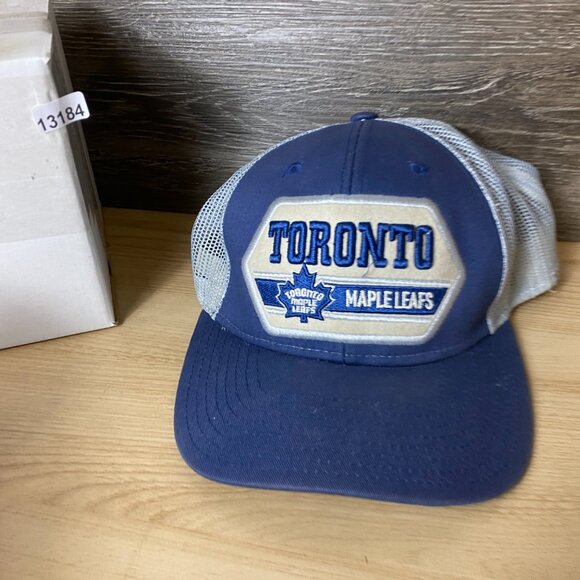 13184
TORONTO
TORONTO
MAPLE
LEAFS
MAPLE LEAFS